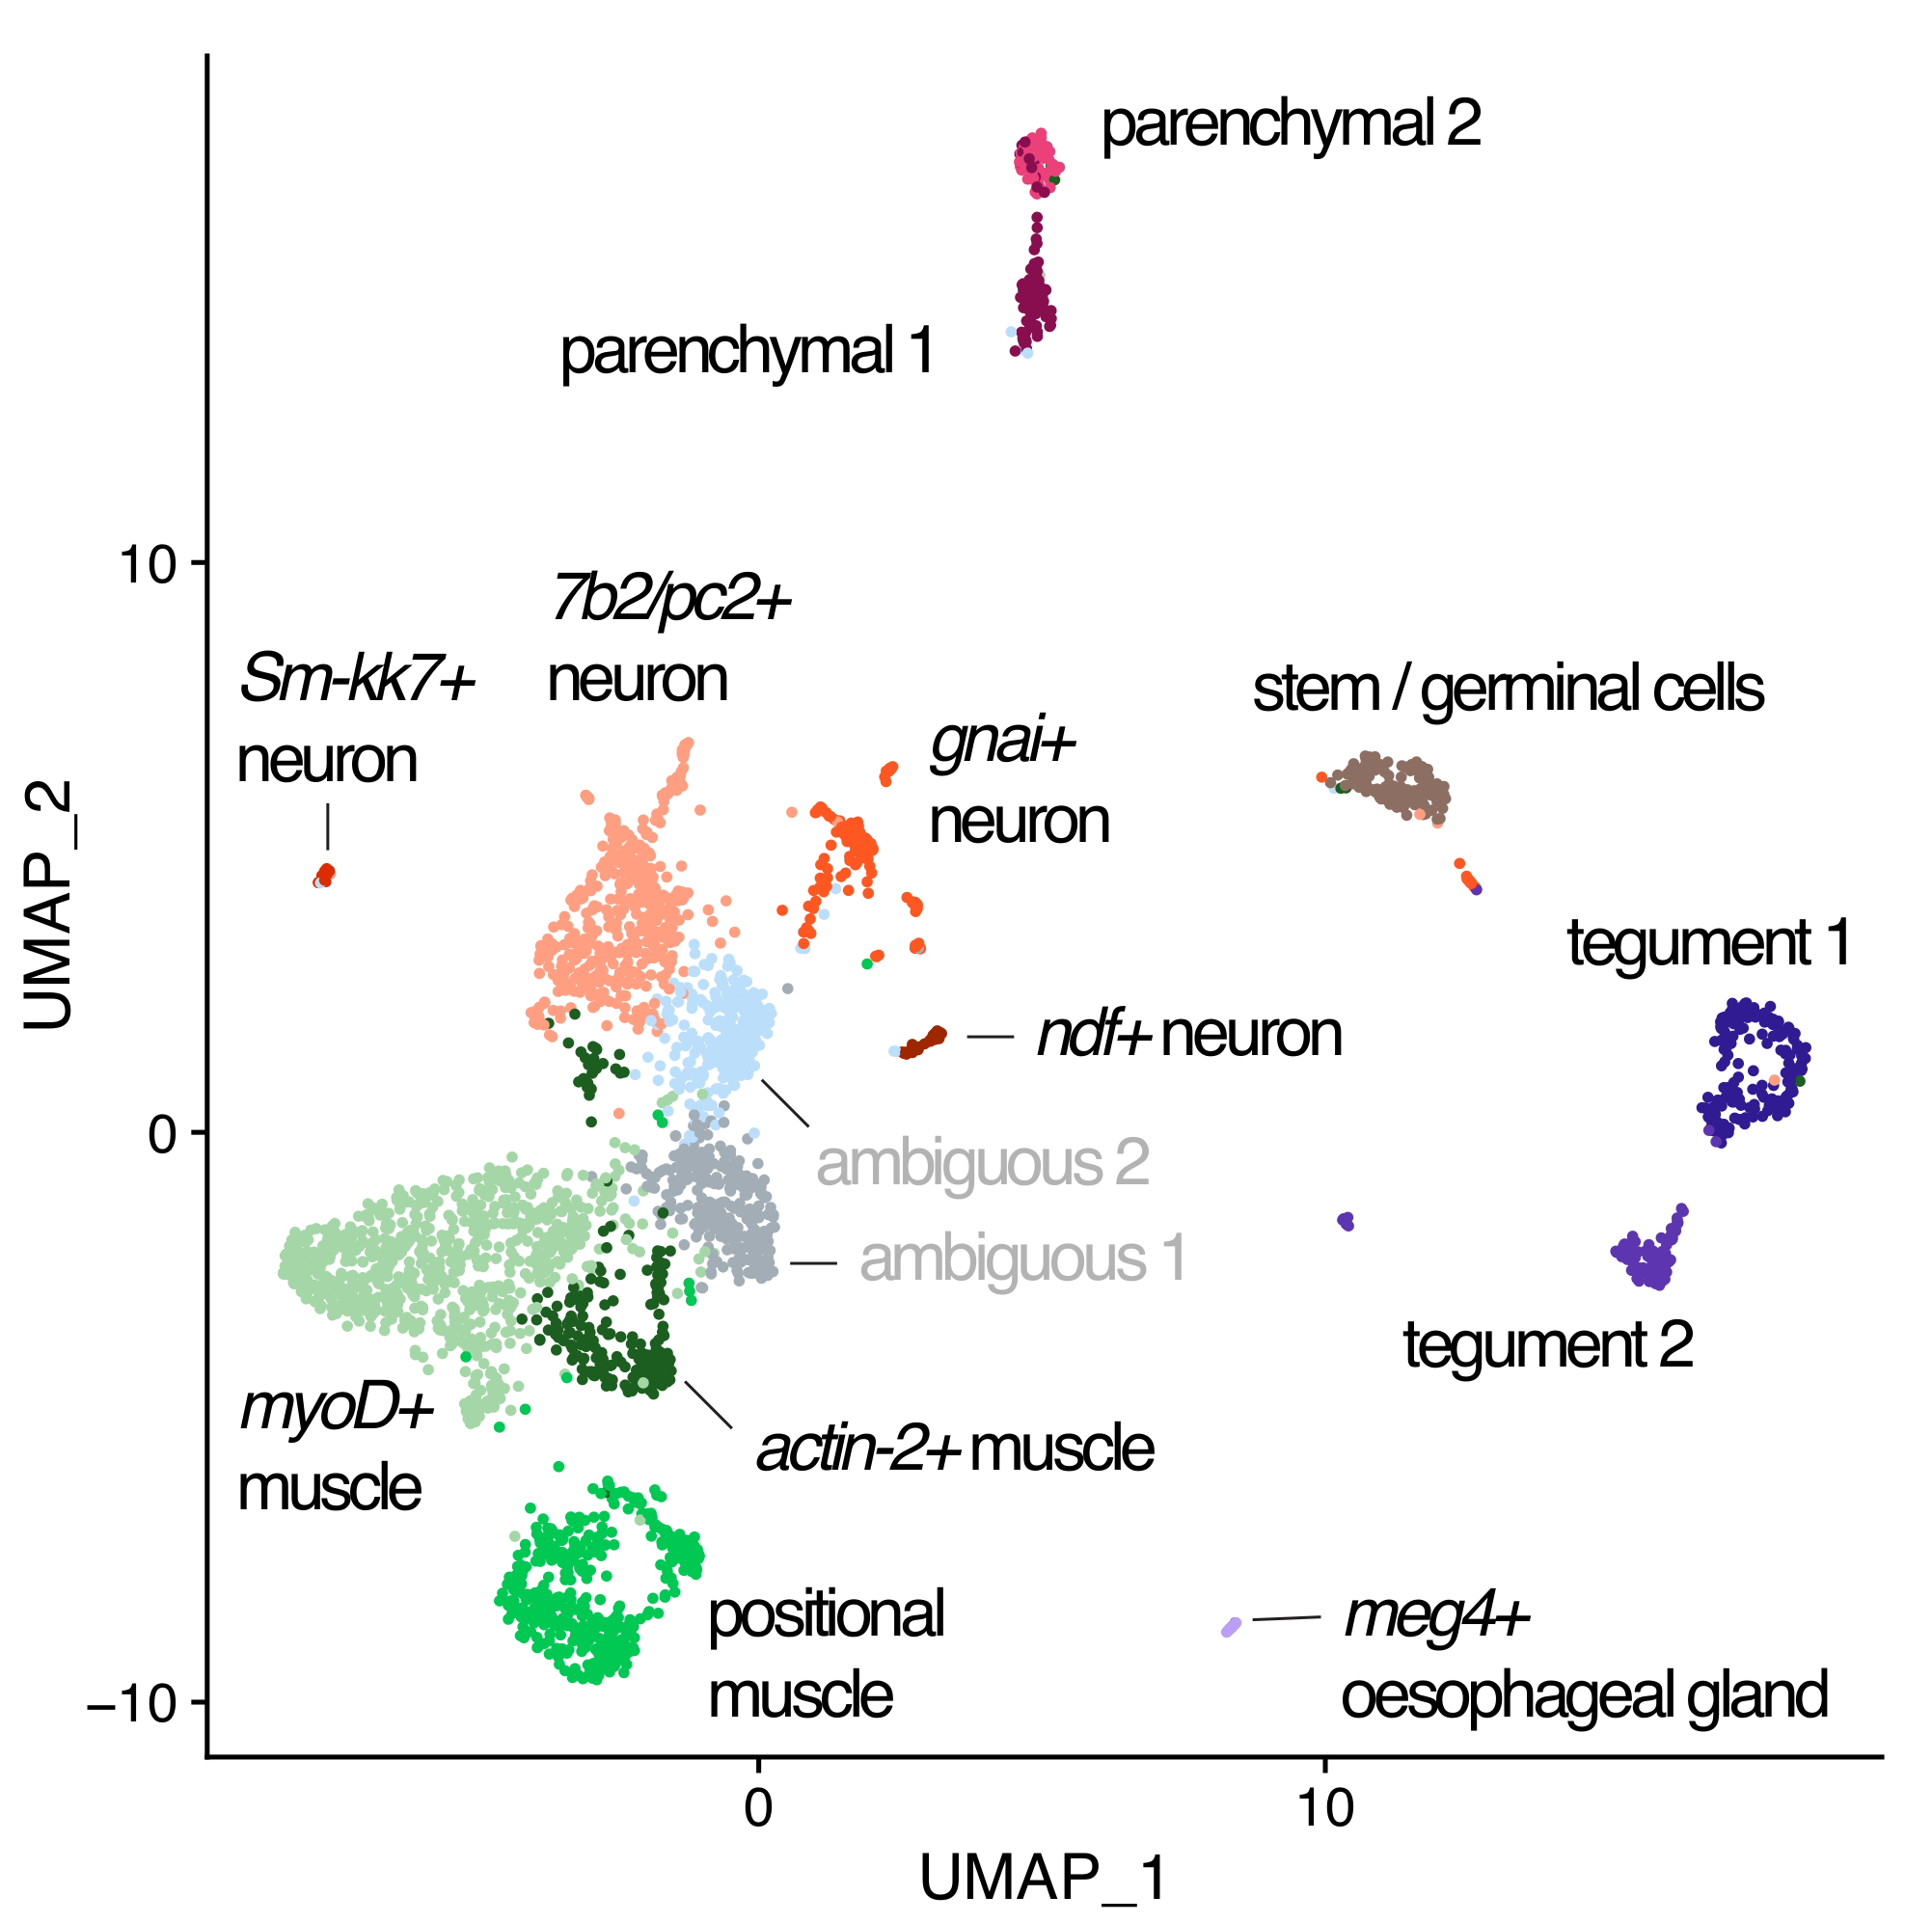 parenchymal 2
parenchymal 1
10
7b2/pc2+
neuron
Sm-kk7+
neuron
gnai+
neuron
stem / germinal cells
tegument 1
ndf+ neuron
0
ambiguous 2
ambiguous 1
tegument 2
myoD+
muscle
actin-2+ muscle
positional
muscle
meg4+
oesophageal gland
−10
0
10
UMAP_1
UMAP_2